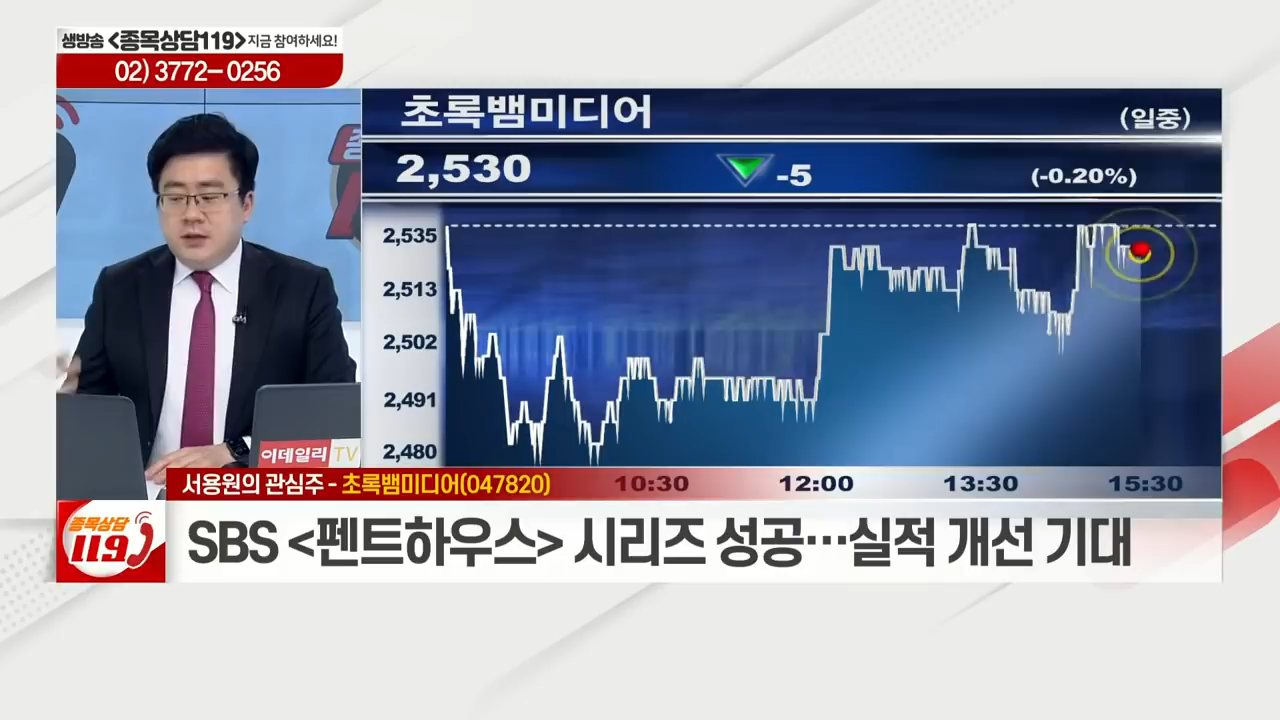 생방송 <종목상담119> 지금 참여하세요!
02) 3772-0256
초록뱀미디어
(일중)
2,530
-5
(-0.20%)
2,535
2,513
2,502
2,491
2,480
10:30
12:00
13:30
15:30
이데일리 TV
서용원의 관심주 - 초록뱀미디어(047820)
종목상담
119
SBS <펜트하우스> 시리즈 성공…실적 개선 기대